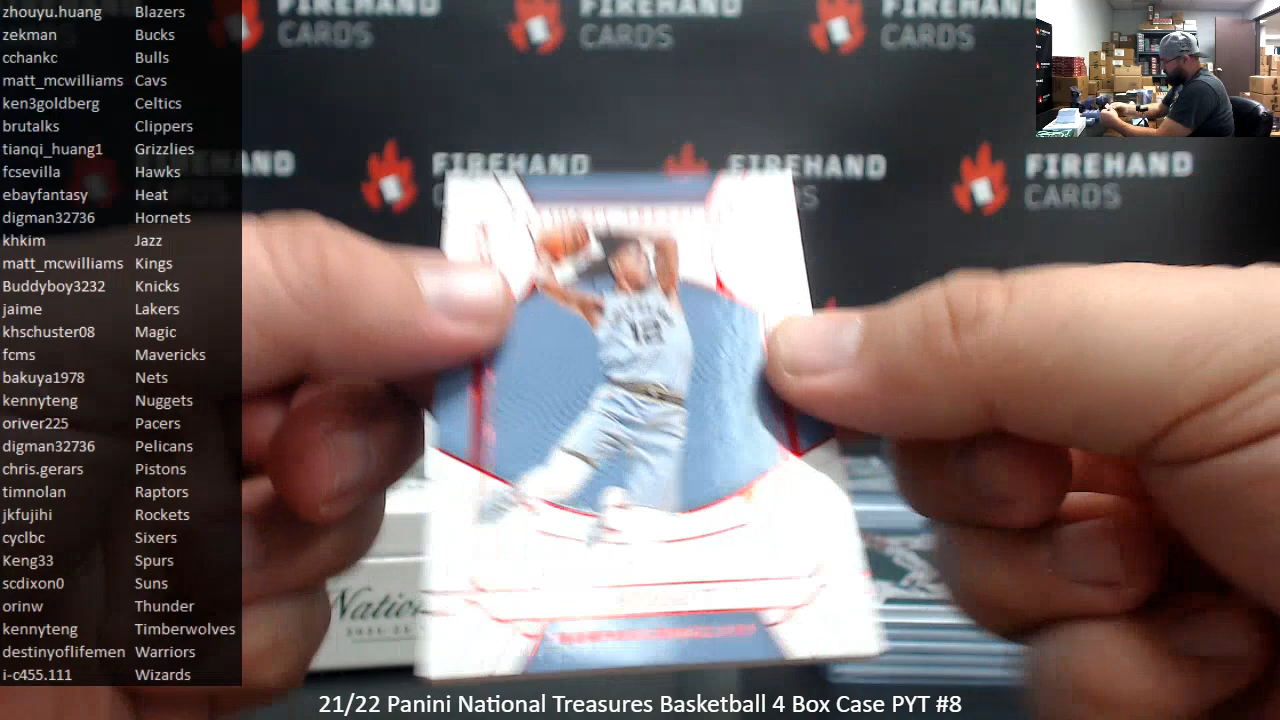 zhouyu.huang Blazers
zekman Bucks
cchankc Bulls
matt_mcwilliams Cavs
ken3goldberg Celtics
brutalks Clippers
tianqi_huang1 Grizzlies
fcsevilla Hawks
ebayfantasy Heat
digman32736 Hornets
khkim Jazz
matt_mcwilliams Kings
Buddyboy3232 Knicks
jaime Lakers
khschuster08 Magic
fcms Mavericks
bakuya1978 Nets
kennyteng Nuggets
oriver225 Pacers
digman32736 Pelicans
chris.gerars Pistons
timnolan Raptors
jkfujihi Rockets
cyclbc Sixers
Keng33 Spurs
scdixon0 Suns
orinw Thunder
kennyteng Timberwolves
destinyoflifemen Warriors
i-c455.111 Wizards
FIREHAND
CARDS
FIREHAND
CARDS
FIREHAND
CARDS
FIREHAND
FIREHAND
FIREHAND
CARDS
12
21/22 Panini National Treasures Basketball 4 Box Case PYT #8